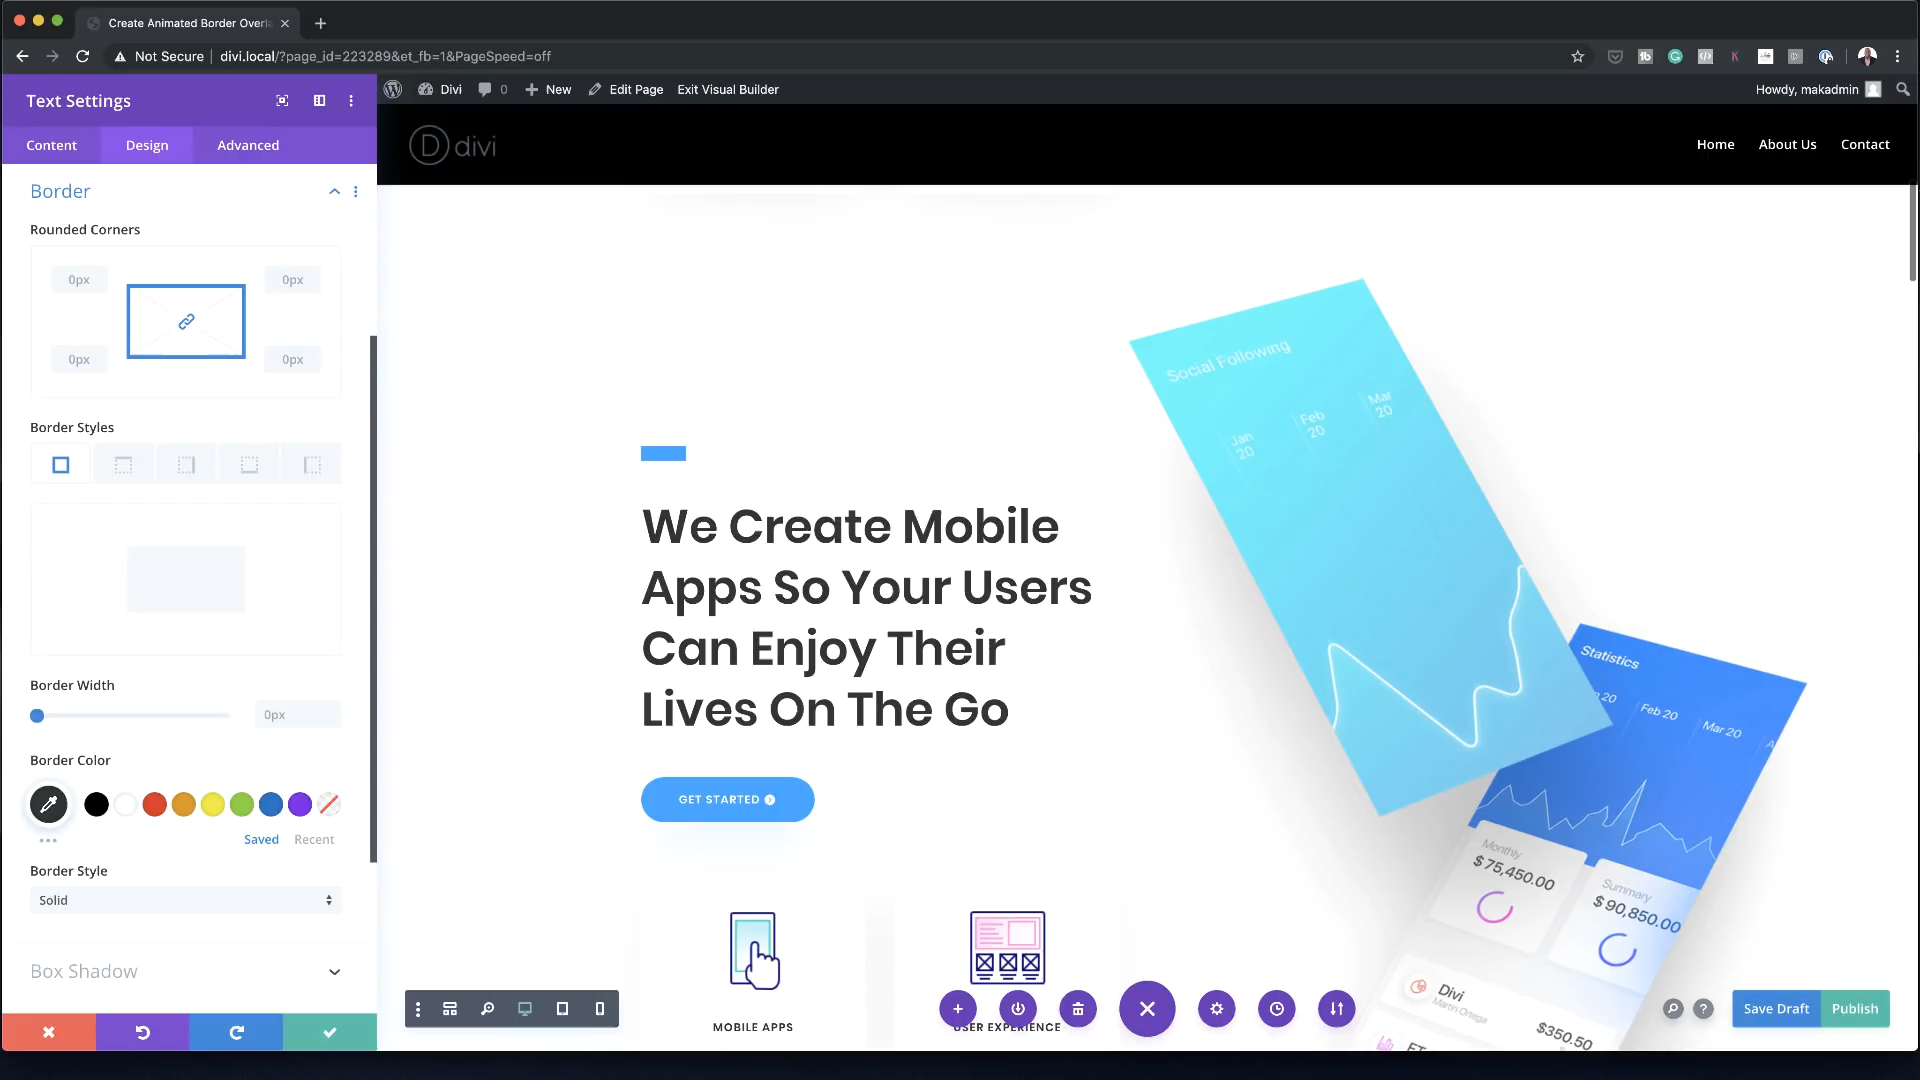 Create Animated Border Overla
Not Secure
divi.local/?page_id=223289&et_fb=1&PageSpeed=off
Text Settings
Divi
0
New
Edit Page
Exit Visual Builder
Howdy, makadmin
Content
Design
Advanced
divi
Home
About Us
Contact
Border
Rounded Corners
0px
0px
0px
0px
Border Styles
Border Width
0px
Border Color
Saved
Recent
Border Style
Solid
Box Shadow
We Create Mobile
Apps So Your Users
Can Enjoy Their
Lives On The Go
GET STARTED
MOBILE APPS
USER EXPERIENCE
Social Following
Jan
20
Feb
20
Mar
20
Statistics
20
Feb 20
Mar 20
Monthly
$75,450.00
Summary
$90,850.00
Divi
Martin Ortega
$350.50
Save Draft
Publish